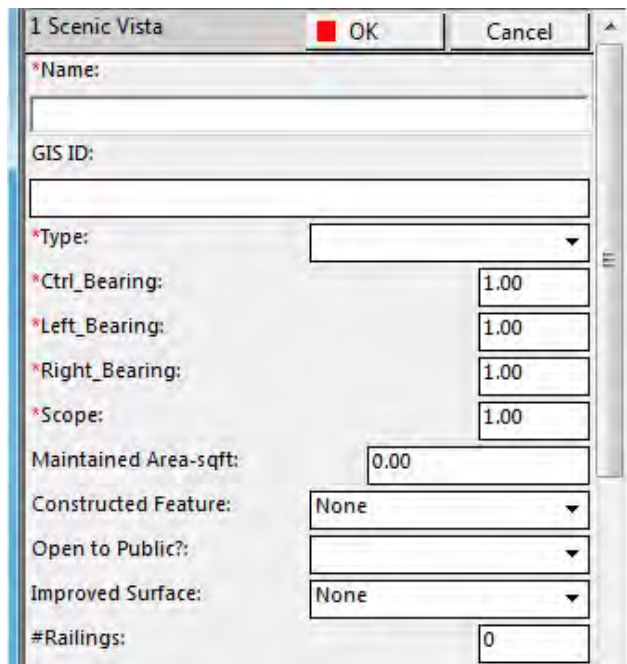 1 Scenic Vista OK Cancel
*Name:
GIS ID:
*Type:
*Ctrl_Bearing: 1.00
*Left_Bearing: 1.00
*Right_Bearing: 1.00
*Scope: 1.00
Maintained Area-sqft: 0.00
Constructed Feature: None
Open to Public?:
Improved Surface: None
#Railings: 0